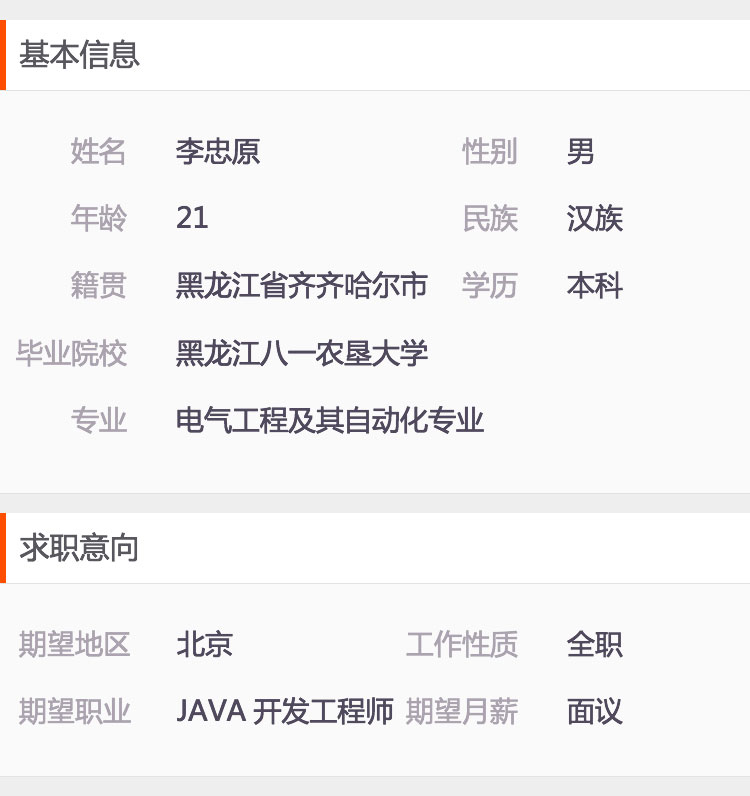 基本信息
姓名 李忠原 性别 男
年龄 21 民族 汉族
籍贯 黑龙江省齐齐哈尔市 学历 本科
毕业院校 黑龙江八一农垦大学
专业 电气工程及其自动化专业
求职意向
期望地区 北京 工作性质 全职
期望职业 JAVA 开发工程师 期望月薪 面议